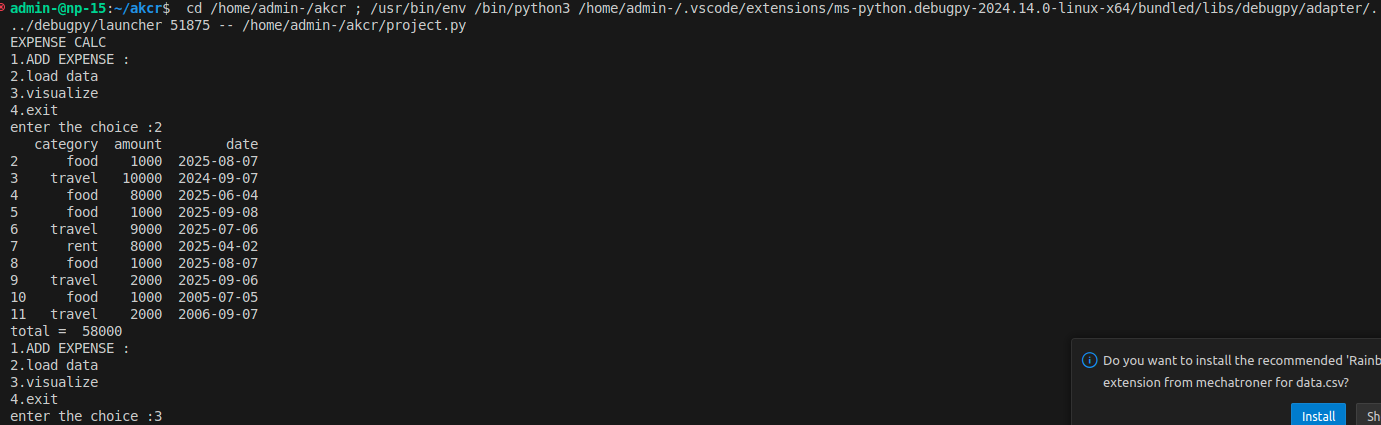 admin-@np-15:~/akcr$  cd /home/admin-/akcr ; /usr/bin/env /bin/python3 /home/admin-/.vscode/extensions/ms-python.debugpy-2024.14.0-linux-x64/bundled/libs/debugpy/adapter/.
./debugpy/launcher 51875 -- /home/admin-/akcr/project.py
EXPENSE CALC
1.ADD EXPENSE :
2.load data
3.visualize
4.exit
enter the choice :2
   category  amount        date
2      food    1000  2025-08-07
3    travel   10000  2024-09-07
4      food    8000  2025-06-04
5      food    1000  2025-09-08
6    travel    9000  2025-07-06
7      rent    8000  2025-04-02
8      food    1000  2025-08-07
9    travel    2000  2025-09-06
10     food    1000  2005-07-05
11   travel    2000  2006-09-07
total =  58000
1.ADD EXPENSE :
2.load data
3.visualize
4.exit
enter the choice :3
Do you want to install the recommended 'Rainb
extension from mechatroner for data.csv?
Install
Sh